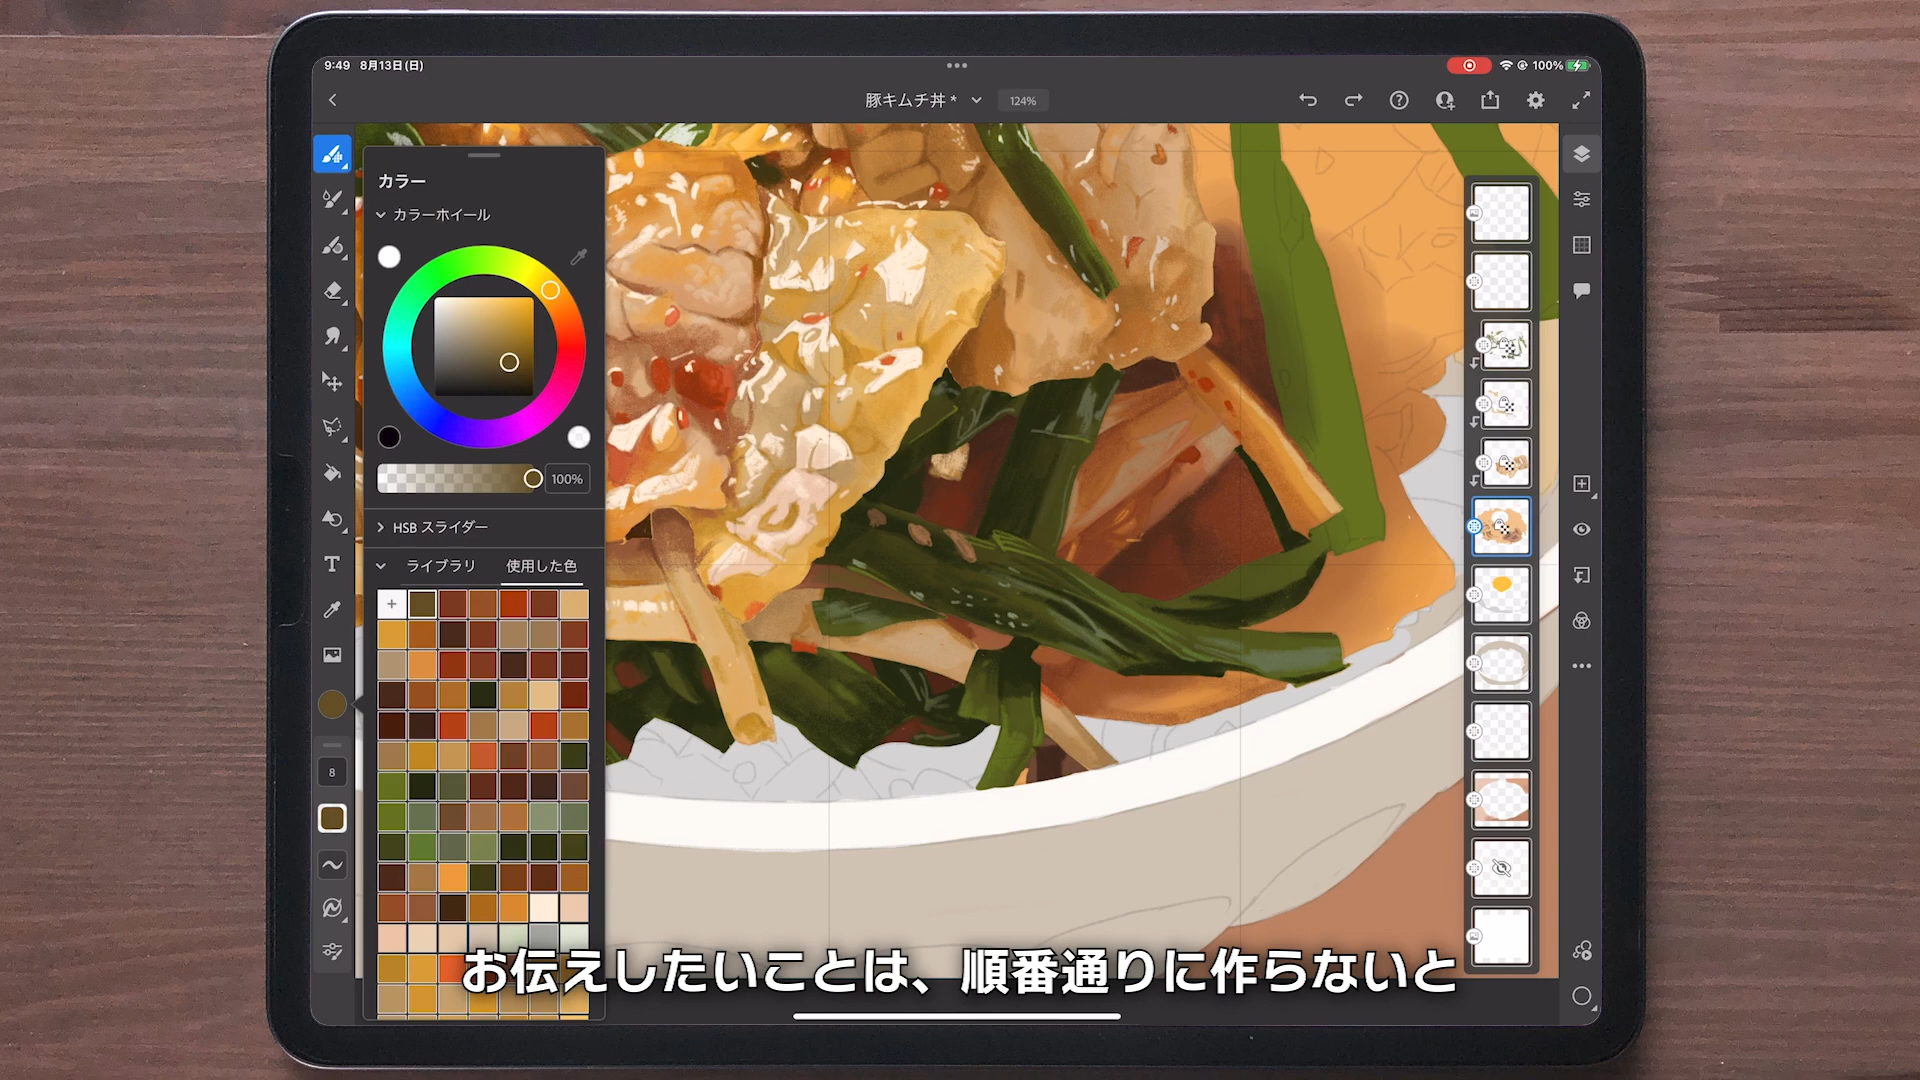 9:49 8月13日(日)
100%
豚キムチ丼 *
124%
カラー
カラーホイール
100%
HSB スライダー
ライブラリ 使用した色
T
8
お伝えしたいことは、順番通りに作らないと